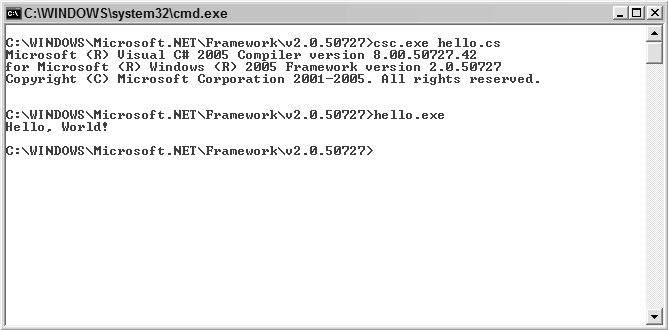 C:\WINDOWS\system32\cmd.exe
C:\WINDOWS\Microsoft.NET\Framework\v2.0.50727>csc.exe hello.cs
Microsoft (R) Visual C# 2005 Compiler version 8.00.50727.42
for Microsoft (R) Windows (R) 2005 Framework version 2.0.50727
Copyright (C) Microsoft Corporation 2001-2005. All rights reserved.
C:\WINDOWS\Microsoft.NET\Framework\v2.0.50727>hello.exe
Hello, World!
C:\WINDOWS\Microsoft.NET\Framework\v2.0.50727>